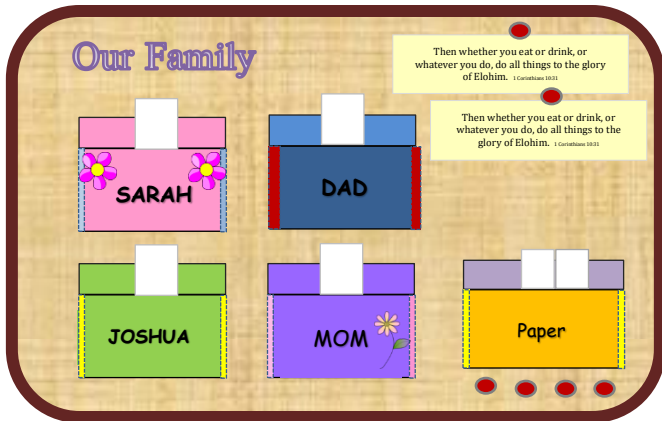 Our Family
Then whether you eat or drink, or
whatever you do, do all things to the glory
of Elohim. 1 Corinthians 10:31
Then whether you eat or drink, or
whatever you do, do all things to the
glory of Elohim. 1 Corinthians 10:31
SARAH
DAD
JOSHUA
MOM
Paper